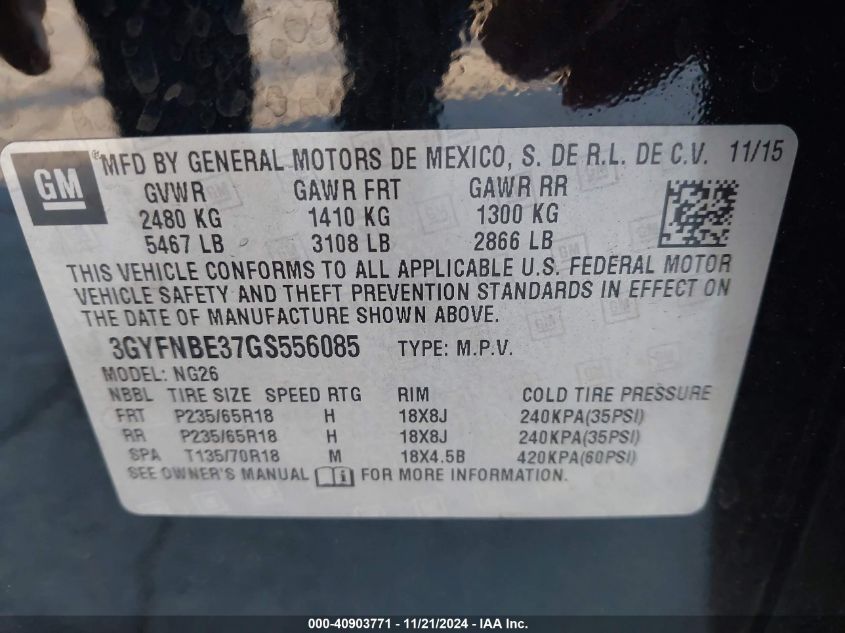 GM
® MFD BY GENERAL MOTORS DE MEXICO, S. DE R.L. DE C.V. 11/15
GVWR GAWR FRT GAWR RR
2480 KG 1410 KG 1300 KG
5467 LB 3108 LB 2866 LB
THIS VEHICLE CONFORMS TO ALL APPLICABLE U.S. FEDERAL MOTOR
VEHICLE SAFETY AND THEFT PREVENTION STANDARDS IN EFFECT ON
THE DATE OF MANUFACTURE SHOWN ABOVE.
3GYFNBE37GS556085 TYPE: M.P.V.
MODEL: NG26
NBBL TIRE SIZE SPEED RTG RIM COLD TIRE PRESSURE
FRT P235/65R18 H 18X8J 240KPA(35PSI)
RR P235/65R18 H 18X8J 240KPA(35PSI)
SPA T135/70R18 M 18X4.5B 420KPA(60PSI)
SEE OWNER'S MANUAL i FOR MORE INFORMATION.
000-40903771 - 11/21/2024 - IAA Inc.